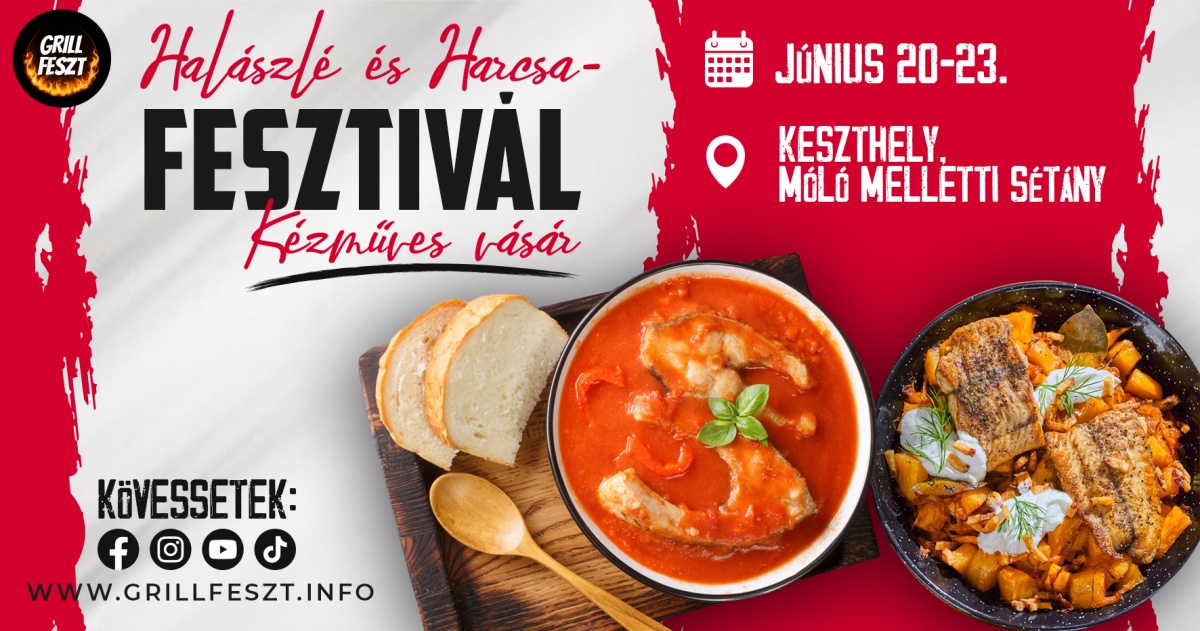 GRILL
FESZT
Halászlé és Harcsa-
FESZTIVÁL
Kézműves vásár
JÚNIUS 20-23.
KESZTHELY,
MÓLÓ MELLETTI SÉTÁNY
KÖVESSETEK:
WWW.GRILLFESZT.INFO